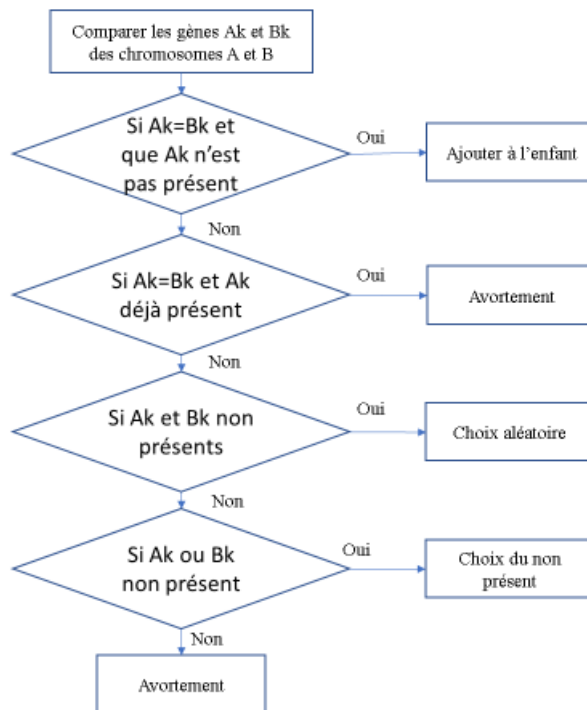 Comparer les gènes Ak et Bk
des chromosomes A et B
Si Ak=Bk et
que Ak n'est
pas présent
Oui
Ajouter à l'enfant
Non
Si Ak=Bk et Ak
déjà présent
Oui
Avortement
Non
Si Ak et Bk non
présents
Oui
Choix aléatoire
Non
Si Ak ou Bk
non présent
Oui
Choix du non
présent
Non
Avortement